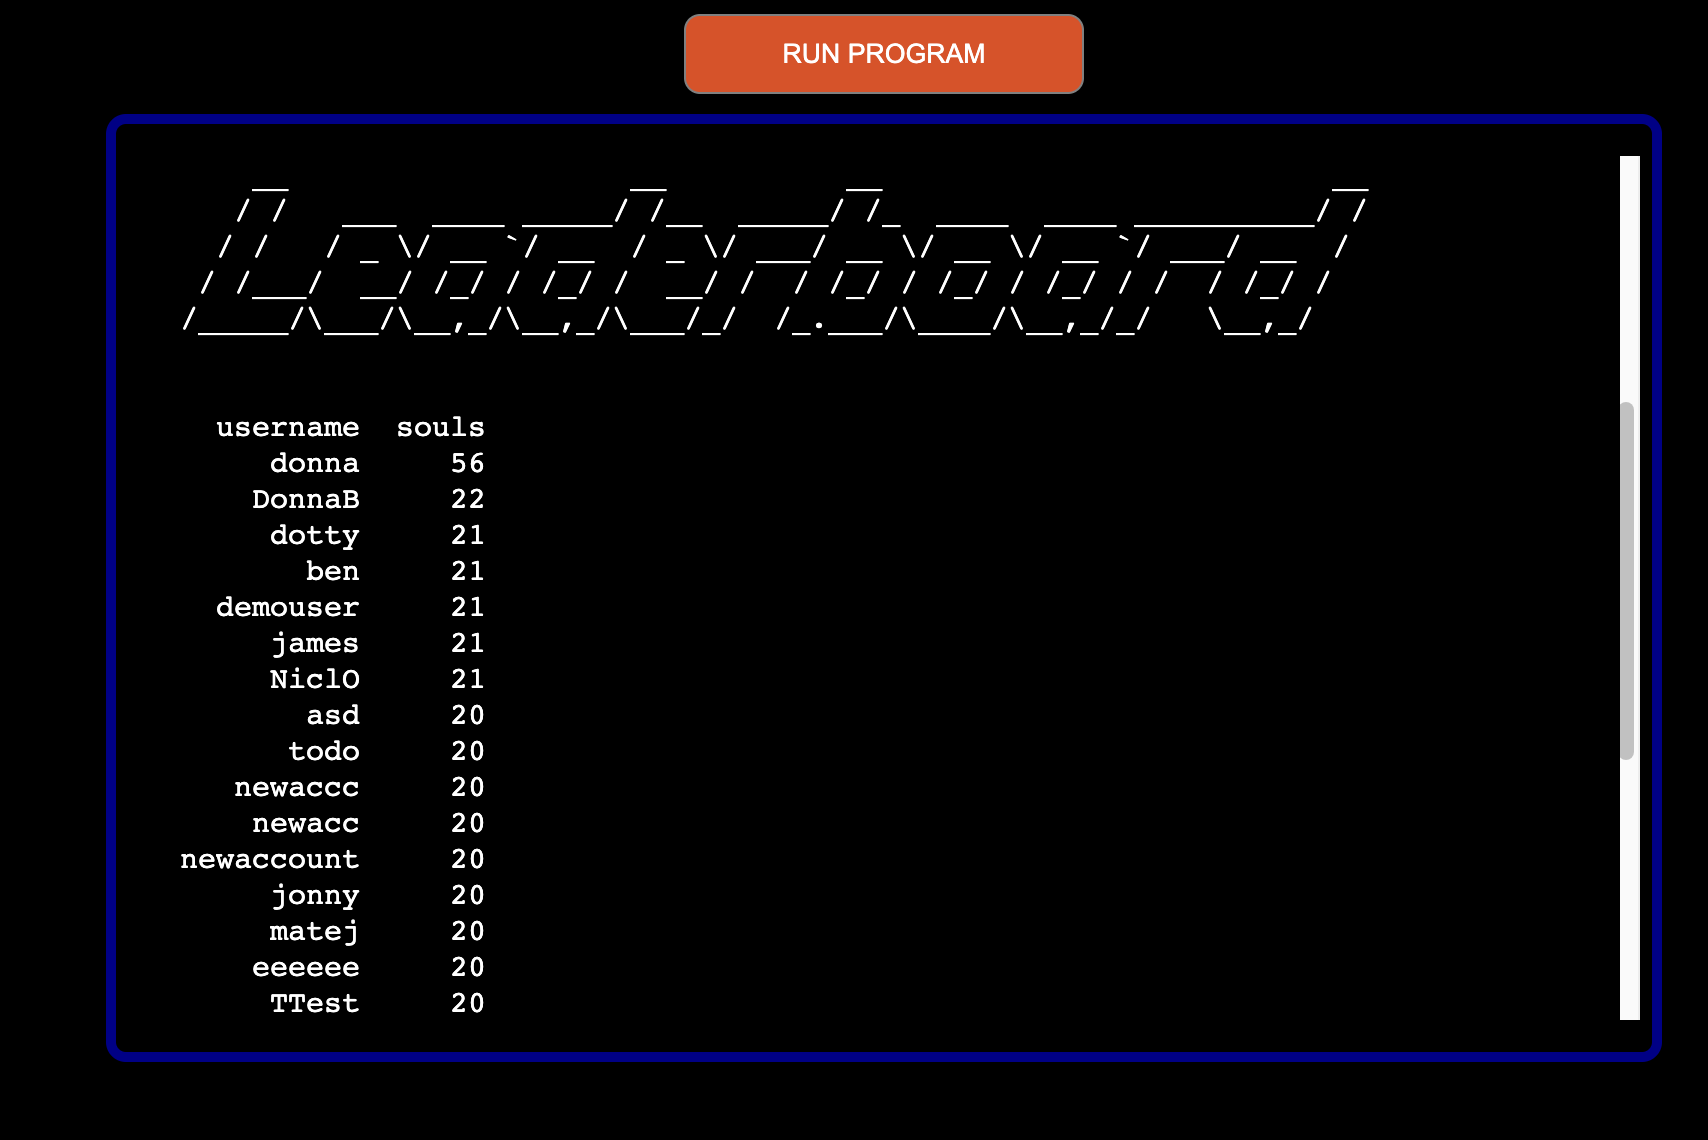 RUN PROGRAM
Leaderboard
username souls
donna 56
DonnaB 22
dotty 21
ben 21
demouser 21
james 21
NiclO 21
asd 20
todo 20
newaccc 20
newacc 20
newaccount 20
jonny 20
matej 20
eeeeee 20
TTest 20